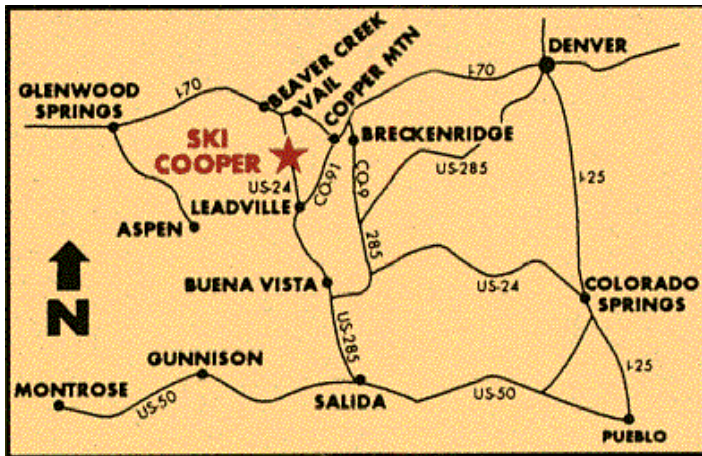 DENVER
BEAVER CREEK
VAIL
COPPER MTN
I-70
I-70
GLENWOOD
SPRINGS
BRECKENRIDGE
SKI
COOPER
US-24
CO-91
CO-9
US-285
I-25
LEADVILLE
ASPEN
285
BUENA VISTA
US-24
COLORADO
SPRINGS
N
US-285
GUNNISON
I-25
MONTROSE
US-50
SALIDA
US-50
PUEBLO